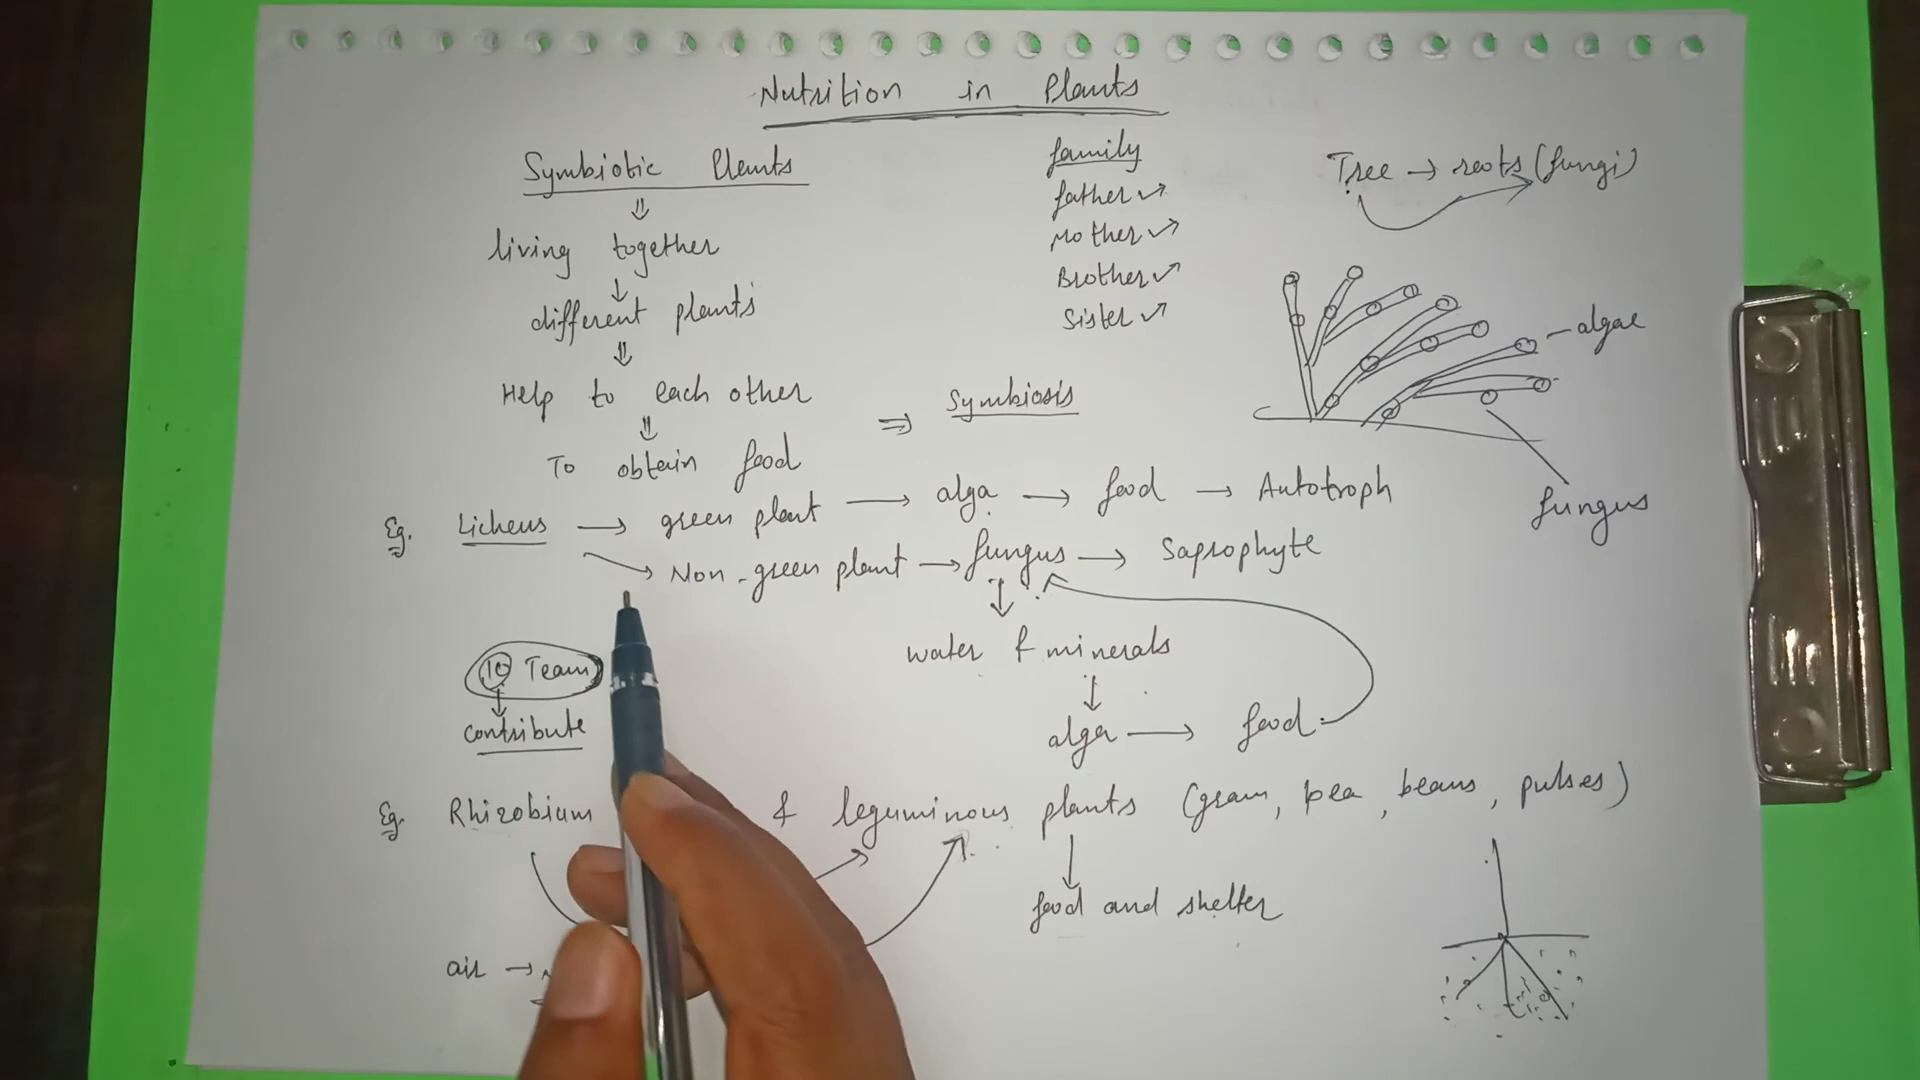 Nutrition in Plants
Symbiotic Plants
⇓
living together
↓
different plants
⇓
Help to each other
⇓
To obtain food
⇒ Symbiosis
family
father ✓
Mother ✓
Brother ✓
Sister ✓
Tree → roots (fungi)
algae
fungus
Eg. Lichens → green plant → alga → food → Autotroph
→ Non-green plant → fungus → Saprophyte
↓
water & minerals
↓
alga → food
10 Team
↓
contribute
Eg. Rhizobium & leguminous plants (gram, pea, beans, pulses)
↓
food and shelter
air →